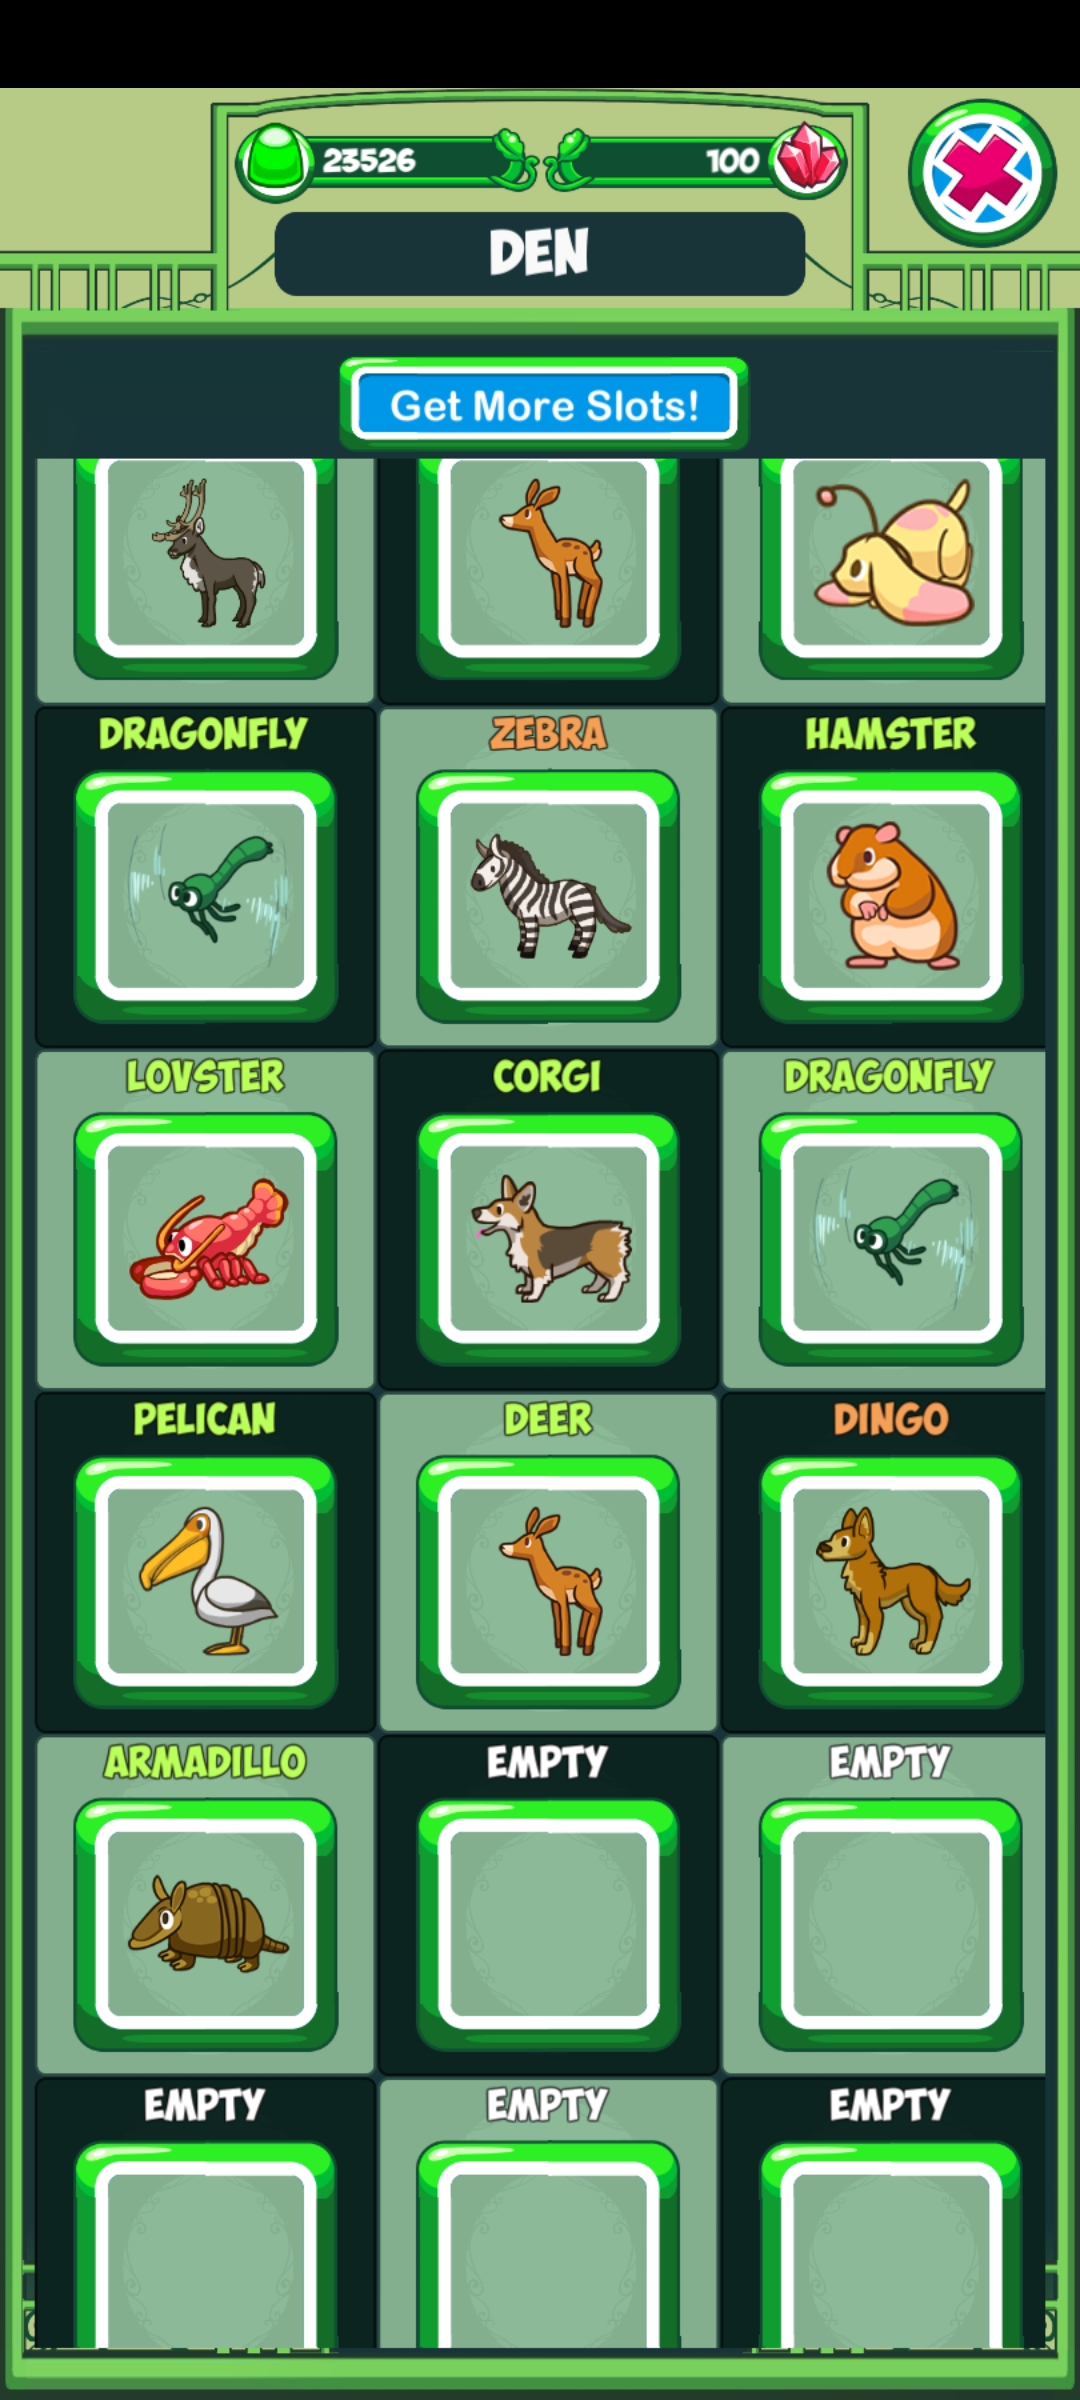 23526
100
DEN
Get More Slots!
DRAGONFLY
ZEBRA
HAMSTER
LOVSTER
CORGI
DRAGONFLY
PELICAN
DEER
DINGO
ARMADILLO
EMPTY
EMPTY
EMPTY
EMPTY
EMPTY